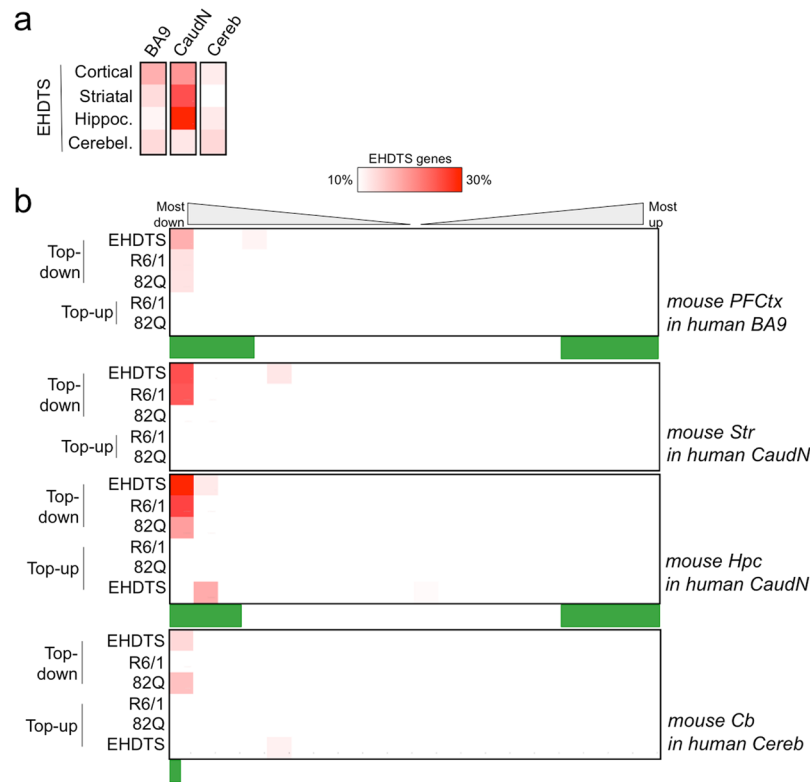 a
BA9
CaudN
Cereb
EHDTS
Cortical
Striatal
Hippoc.
Cerebel.
EHDTS genes
10%
30%
b
Most
down
Most
up
Top-
down
EHDTS
R6/1
82Q
Top-up
R6/1
82Q
mouse PFCtx
in human BA9
Top-
down
EHDTS
R6/1
82Q
Top-up
R6/1
82Q
mouse Str
in human CaudN
Top-
down
EHDTS
R6/1
82Q
Top-up
R6/1
82Q
EHDTS
mouse Hpc
in human CaudN
Top-
down
EHDTS
R6/1
82Q
Top-up
R6/1
82Q
EHDTS
mouse Cb
in human Cereb